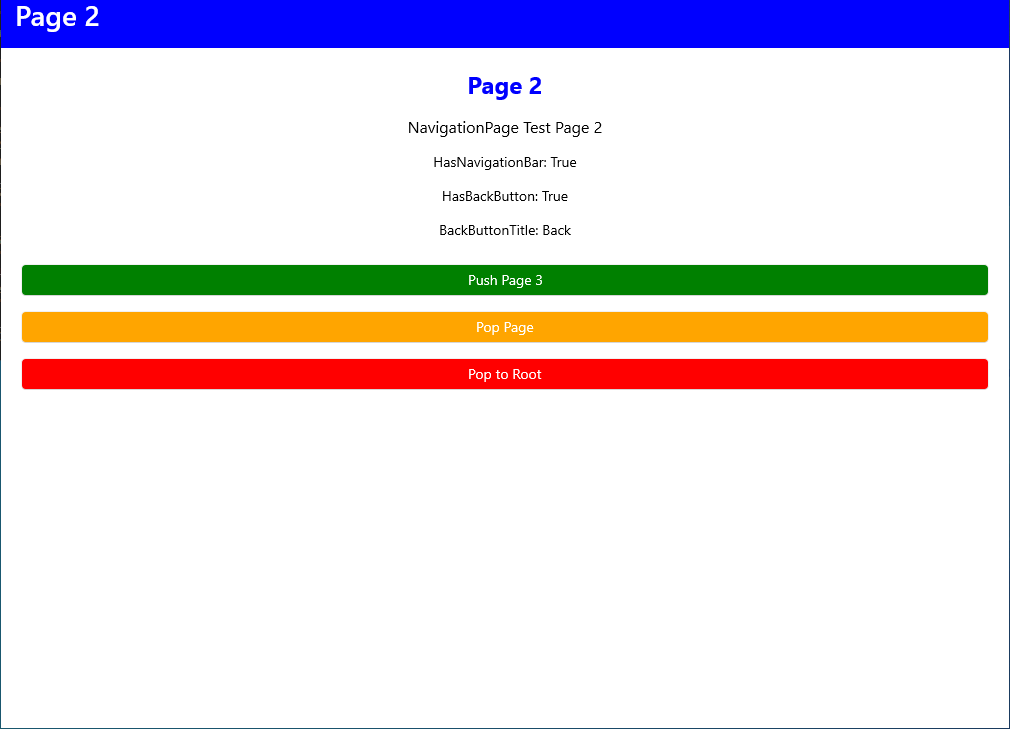 Page 2
Page 2
NavigationPage Test Page 2
HasNavigationBar: True
HasBackButton: True
BackButtonTitle: Back
Push Page 3
Pop Page
Pop to Root